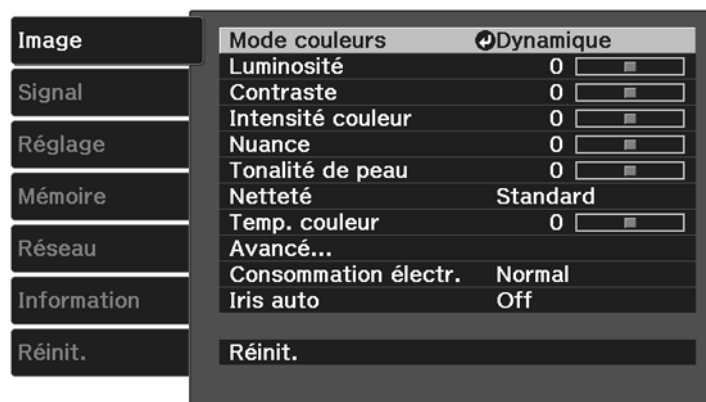 Image
Signal
Réglage
Mémoire
Réseau
Information
Réinit.
Mode couleurs Dynamique
Luminosité 0
Contraste 0
Intensité couleur 0
Nuance 0
Tonalité de peau 0
Netteté Standard
Temp. couleur 0
Avancé...
Consommation électr. Normal
Iris auto Off
Réinit.